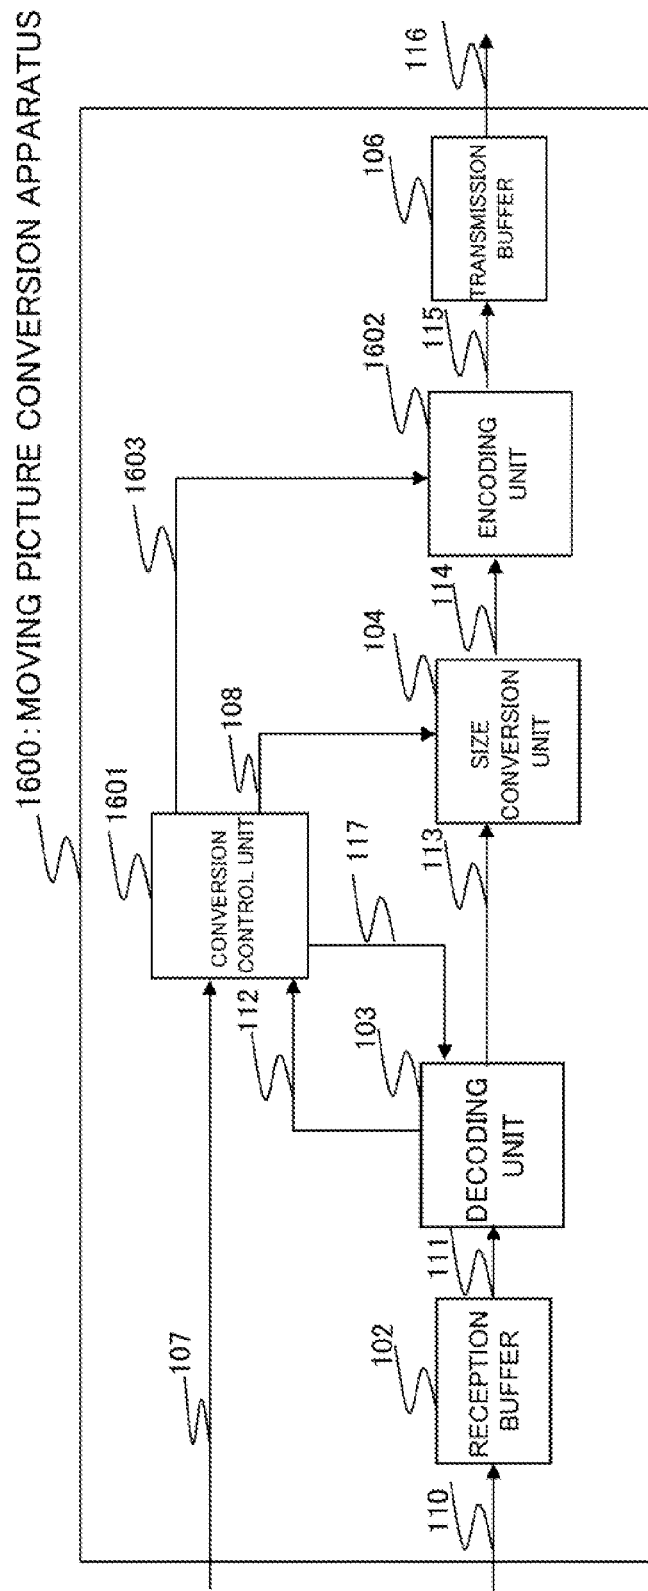 1600: MOVING PICTURE CONVERSION APPARATUS
1601
CONVERSION
CONTROL UNIT
1603
108
107
112
117
110
102
RECEPTION
BUFFER
111
103
DECODING
UNIT
113
104
SIZE
CONVERSION
UNIT
114
1602
ENCODING
UNIT
115
106
TRANSMISSION
BUFFER
116